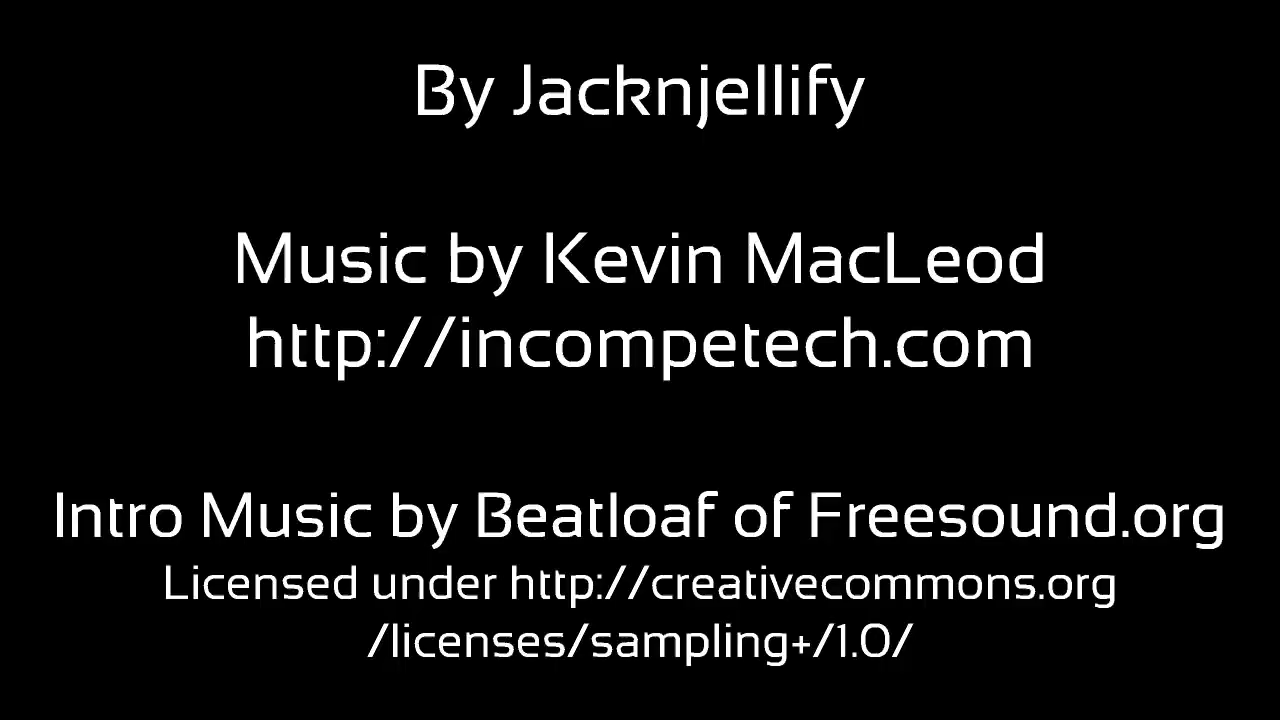 By Jacknjellify
Music by Kevin MacLeod
http://incompetech.com
Intro Music by Beatloaf of Freesound.org
Licensed under http://creativecommons.org
/licenses/sampling+/1.0/